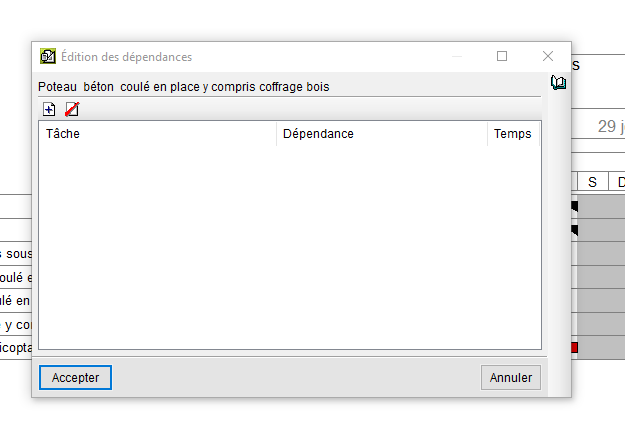 Édition des dépendances
Poteau béton coulé en place y compris coffrage bois
Tâche Dépendance Temps
s
29 j
S D
s sous
oulé e
lé en
e y co
icopta
Accepter Annuler